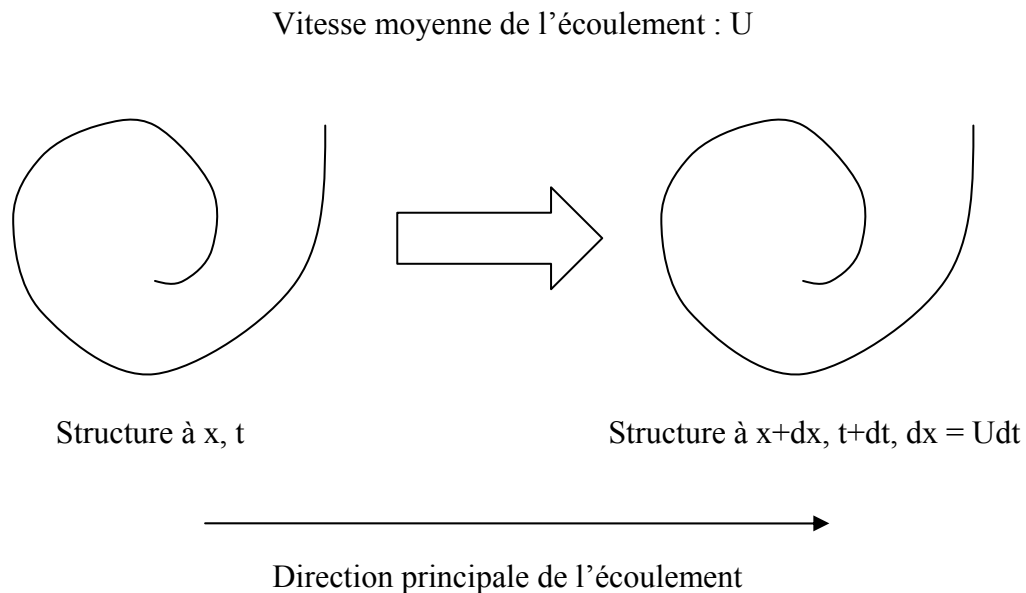 Vitesse moyenne de l’écoulement : U
Structure à x, t
Structure à x+dx, t+dt, dx = Udt
Direction principale de l’écoulement